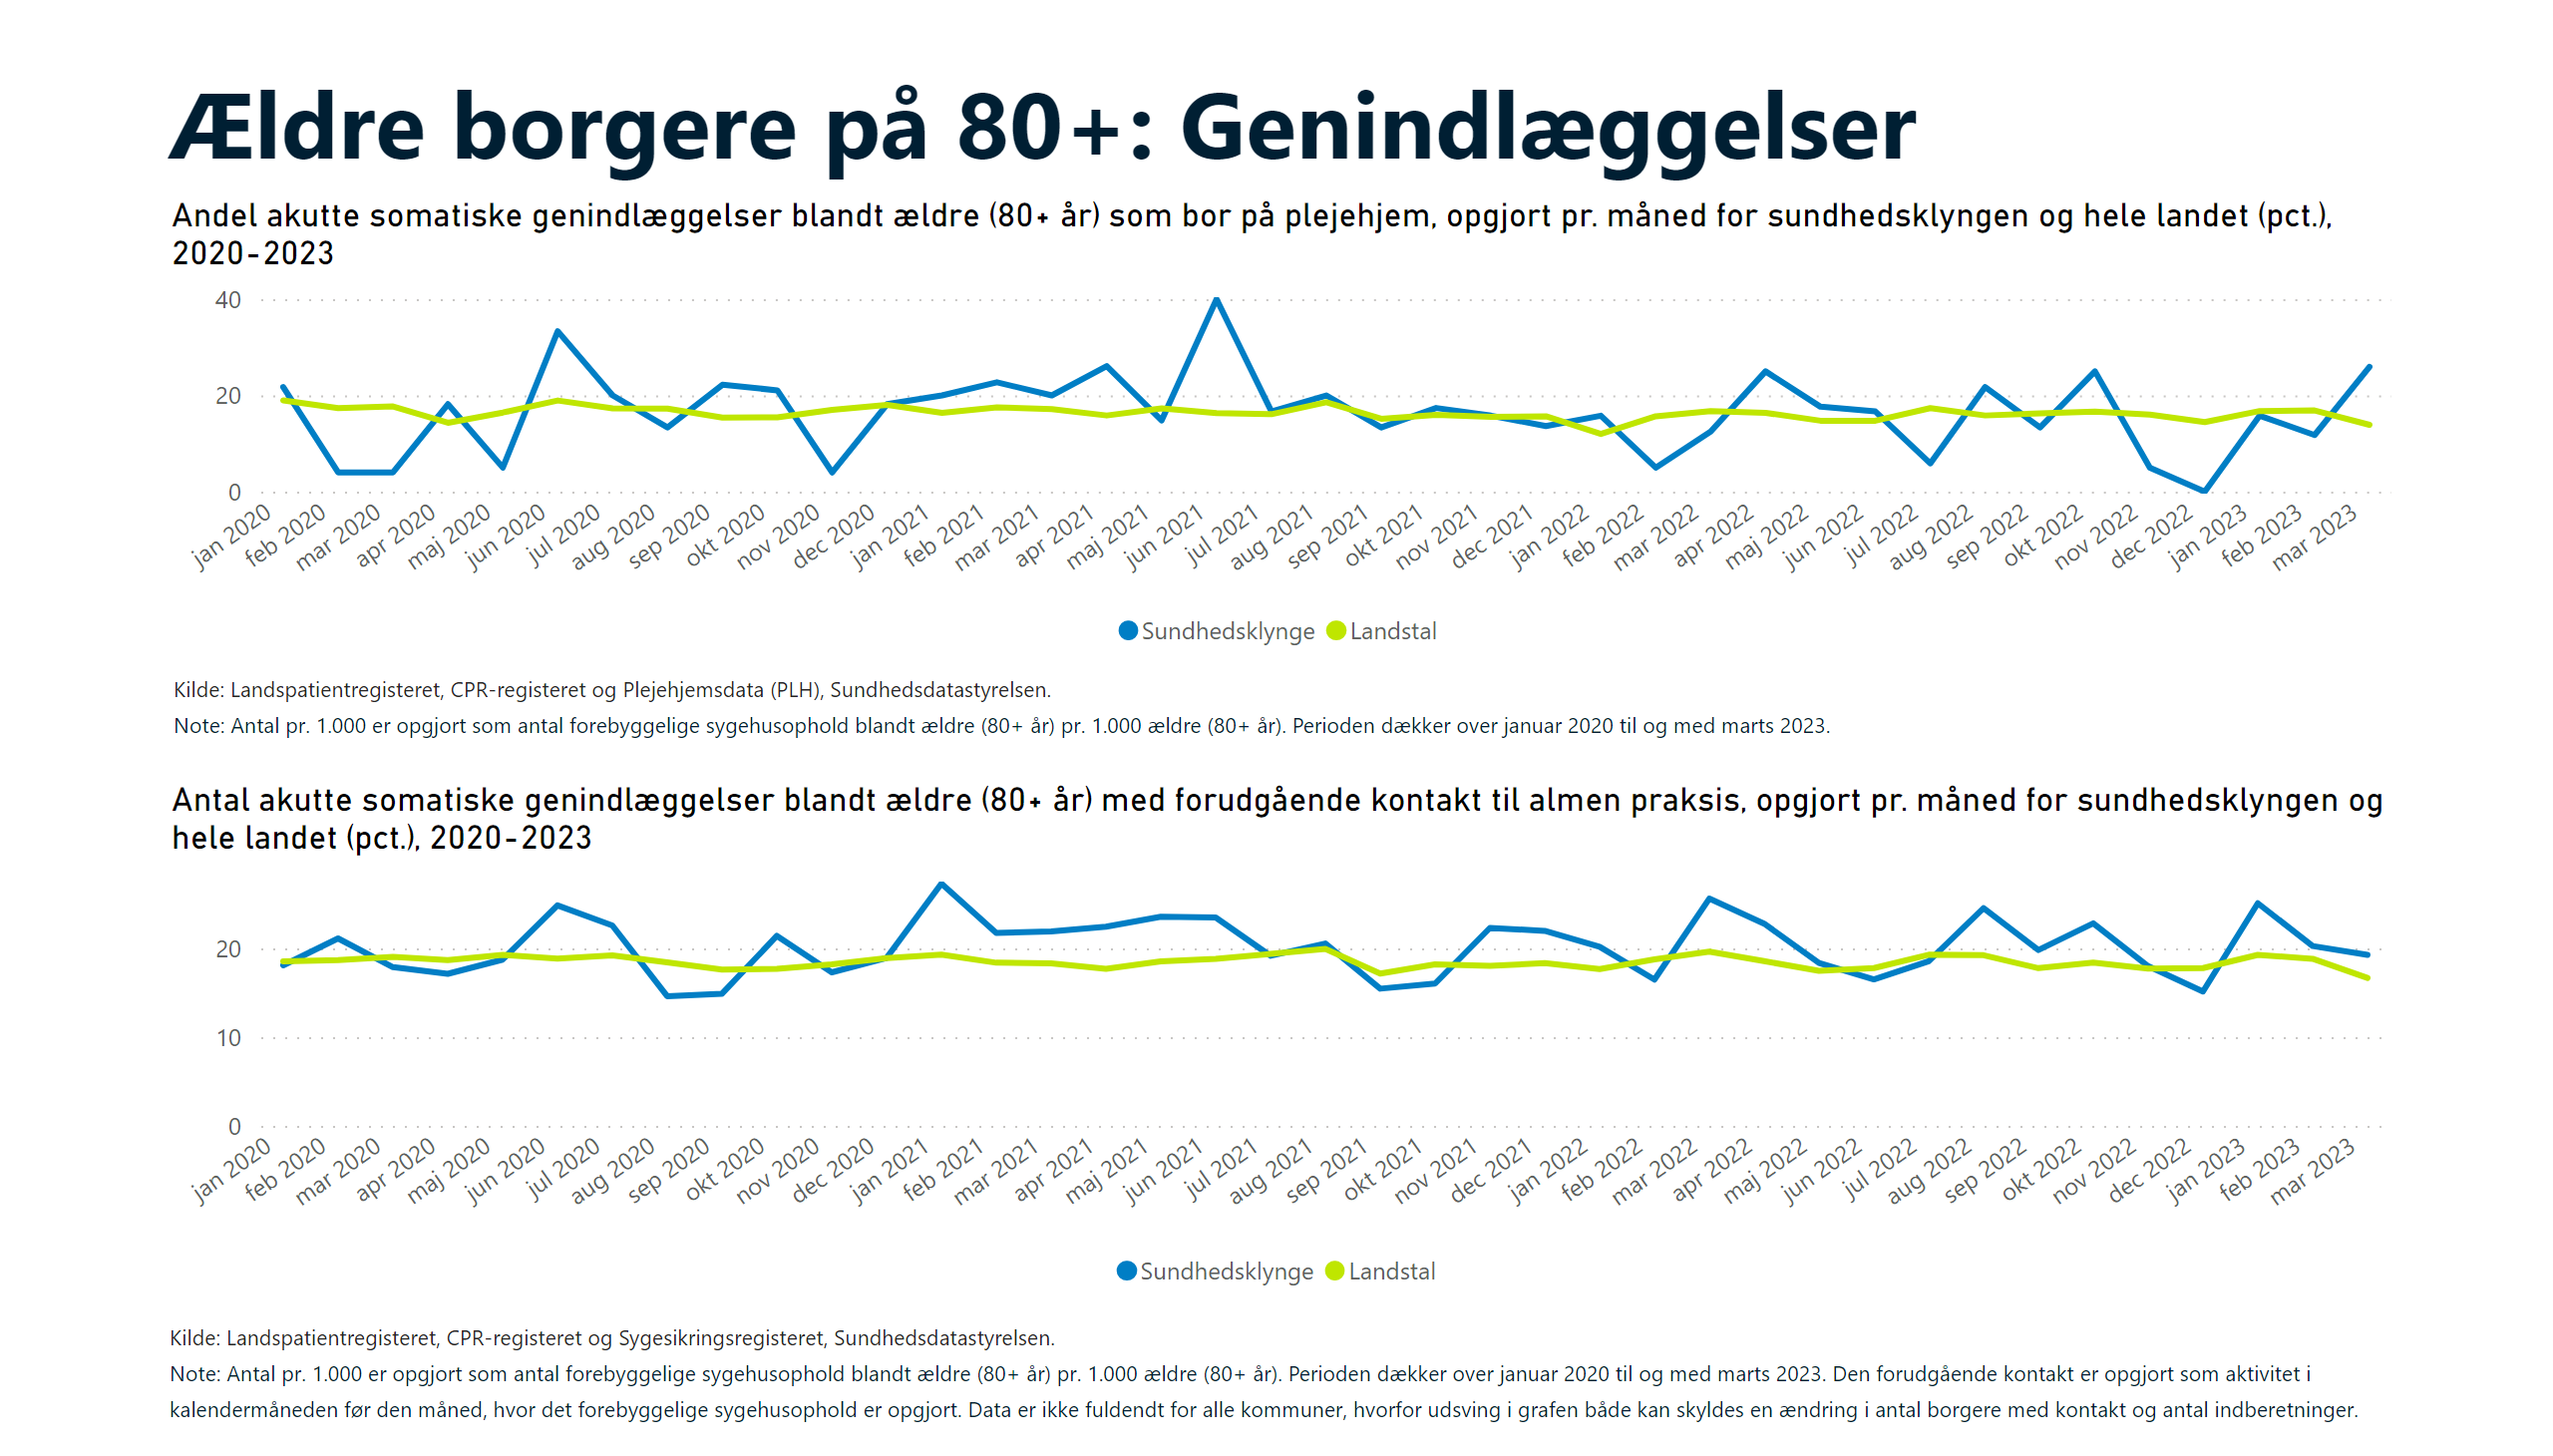 Ældre borgere på 80+: Genindlæggelser
Andel akutte somatiske genindlæggelser blandt ældre (80+ år) som bor på plejehjem, opgjort pr. måned for sundhedsklyngen og hele landet (pct.),
2020-2023
40
20
0
jan 2020 feb 2020 mar 2020 apr 2020 maj 2020 jun 2020 jul 2020 aug 2020 sep 2020 okt 2020 nov 2020 dec 2020 jan 2021 feb 2021 mar 2021 apr 2021 maj 2021 jun 2021 jul 2021 aug 2021 sep 2021 okt 2021 nov 2021 dec 2021 jan 2022 feb 2022 mar 2022 apr 2022 maj 2022 jun 2022 jul 2022 aug 2022 sep 2022 okt 2022 nov 2022 dec 2022 jan 2023 feb 2023 mar 2023
Sundhedsklynge Landstal
Kilde: Landspatientregisteret, CPR-registeret og Plejehjemsdata (PLH), Sundhedsdatastyrelsen.
Note: Antal pr. 1.000 er opgjort som antal forebyggelige sygehusophold blandt ældre (80+ år) pr. 1.000 ældre (80+ år). Perioden dækker over januar 2020 til og med marts 2023.
Antal akutte somatiske genindlæggelser blandt ældre (80+ år) med forudgående kontakt til almen praksis, opgjort pr. måned for sundhedsklyngen og
hele landet (pct.), 2020-2023
20
10
0
jan 2020 feb 2020 mar 2020 apr 2020 maj 2020 jun 2020 jul 2020 aug 2020 sep 2020 okt 2020 nov 2020 dec 2020 jan 2021 feb 2021 mar 2021 apr 2021 maj 2021 jun 2021 jul 2021 aug 2021 sep 2021 okt 2021 nov 2021 dec 2021 jan 2022 feb 2022 mar 2022 apr 2022 maj 2022 jun 2022 jul 2022 aug 2022 sep 2022 okt 2022 nov 2022 dec 2022 jan 2023 feb 2023 mar 2023
Sundhedsklynge Landstal
Kilde: Landspatientregisteret, CPR-registeret og Sygesikringsregisteret, Sundhedsdatastyrelsen.
Note: Antal pr. 1.000 er opgjort som antal forebyggelige sygehusophold blandt ældre (80+ år) pr. 1.000 ældre (80+ år). Perioden dækker over januar 2020 til og med marts 2023. Den forudgående kontakt er opgjort som aktivitet i
kalendermåneden før den måned, hvor det forebyggelige sygehusophold er opgjort. Data er ikke fuldendt for alle kommuner, hvorfor udsving i grafen både kan skyldes en ændring i antal borgere med kontakt og antal indberetninger.